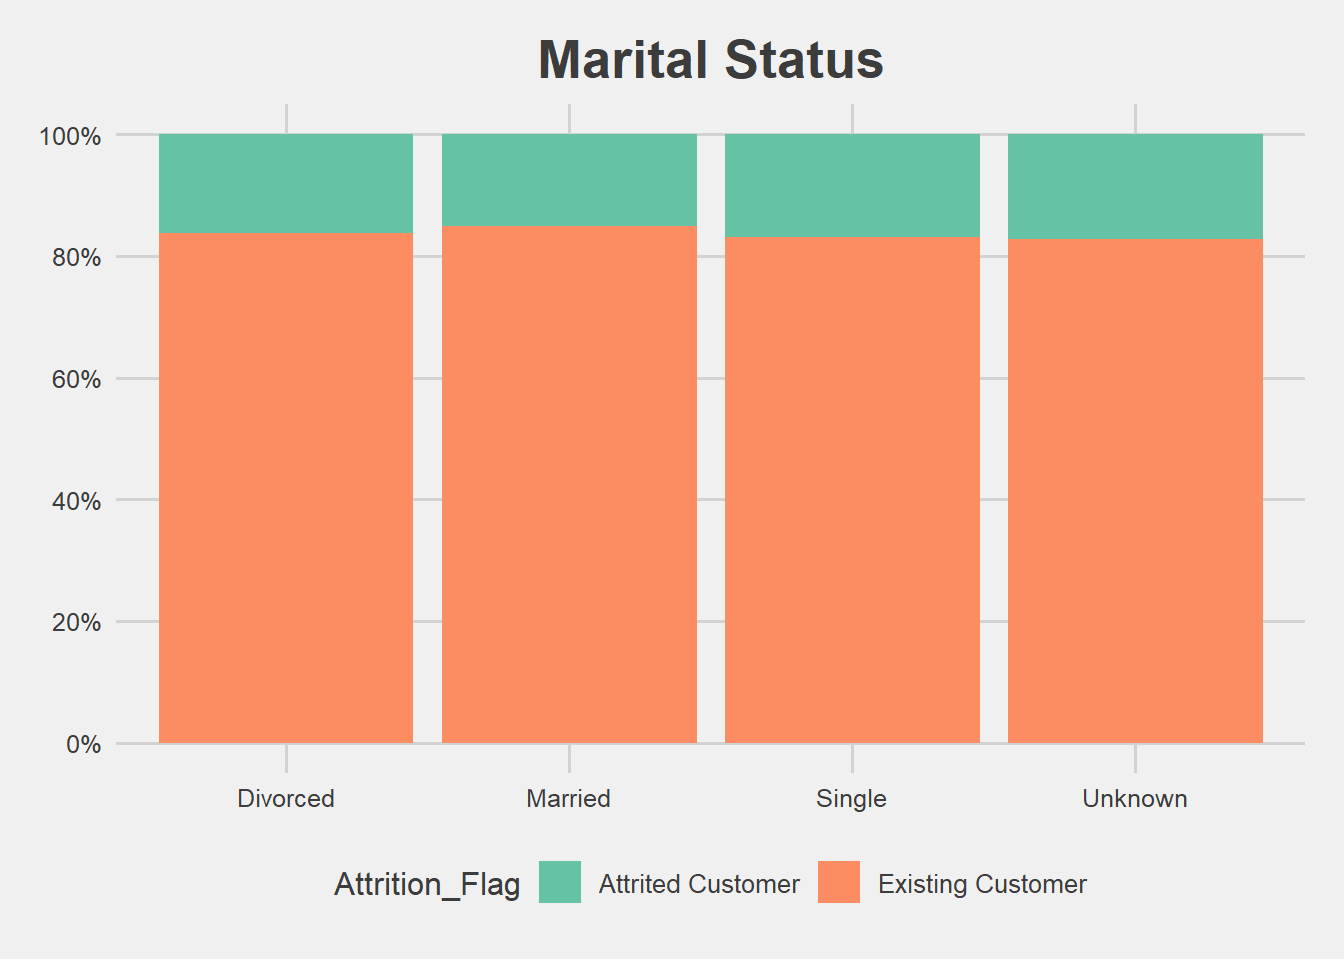 Marital Status
100%
80%
60%
40%
20%
0%
Divorced Married Single Unknown
Attrition_Flag Attrited Customer Existing Customer